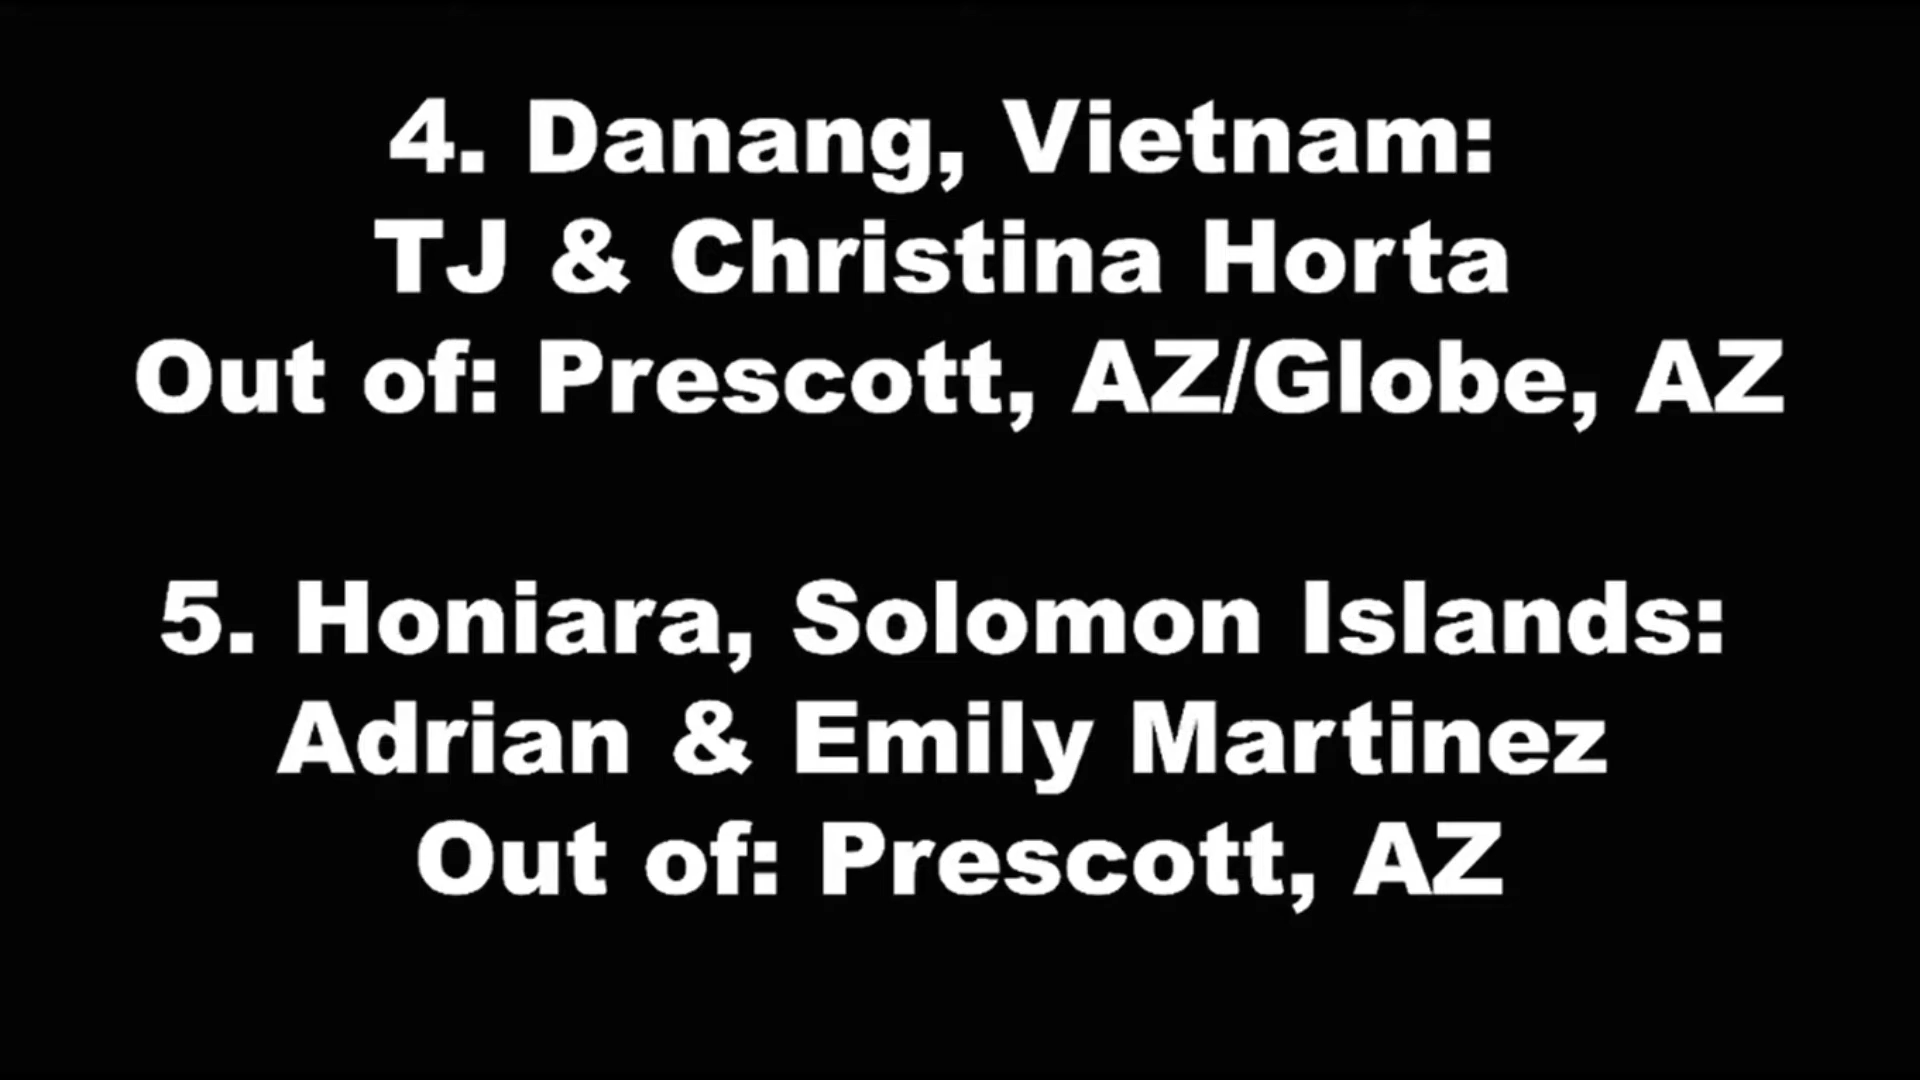 4. Danang, Vietnam:
TJ & Christina Horta
Out of: Prescott, AZ/Globe, AZ
5. Honiara, Solomon Islands:
Adrian & Emily Martinez
Out of: Prescott, AZ